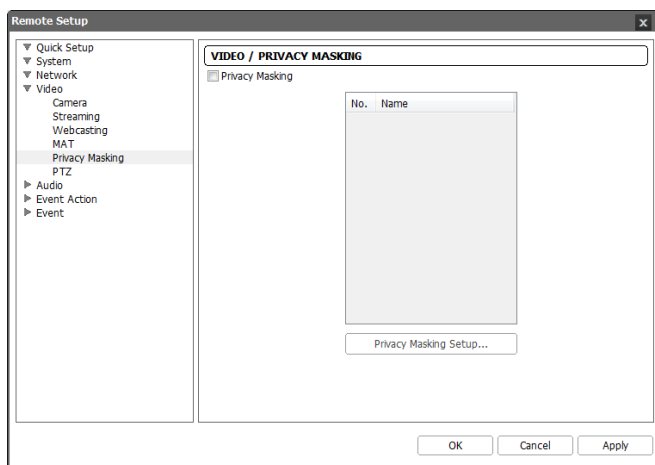 Remote Setup
x
Quick Setup
System
Network
Video
Camera
Streaming
Webcasting
MAT
Privacy Masking
PTZ
Audio
Event Action
Event
VIDEO / PRIVACY MASKING
Privacy Masking
No. Name
Privacy Masking Setup...
OK Cancel Apply